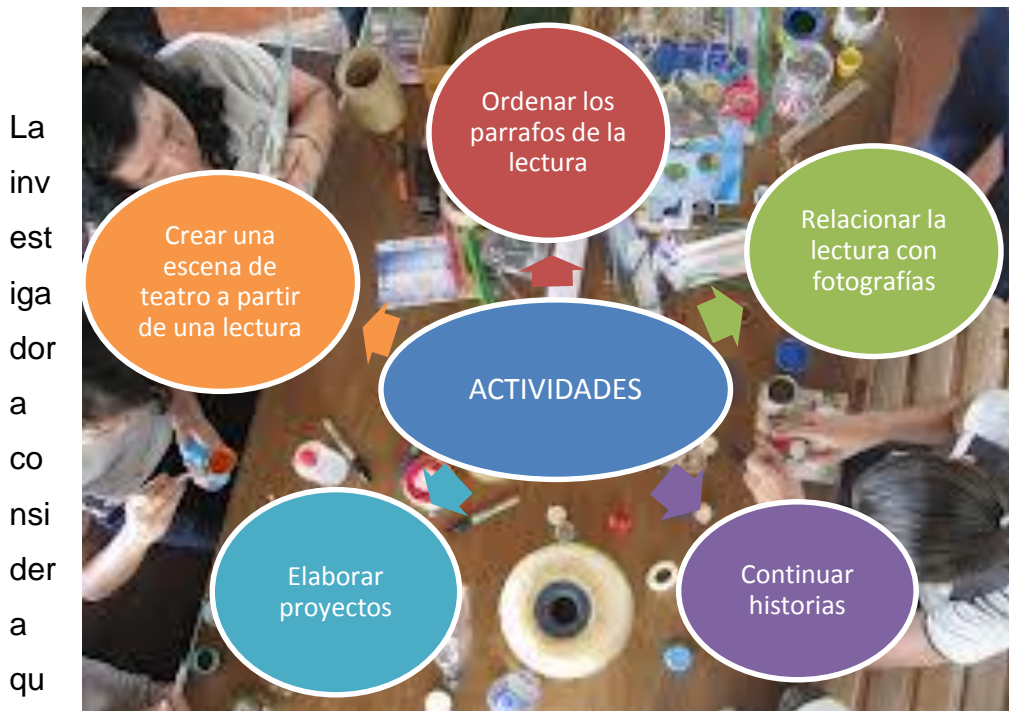 La
inv
est
iga
dor
a
co
nsi
der
a
qu
Ordenar los
parrafos de la
lectura
Relacionar la
lectura con
fotografías
Crear una
escena de
teatro a partir
de una lectura
ACTIVIDADES
Elaborar
proyectos
Continuar
historias